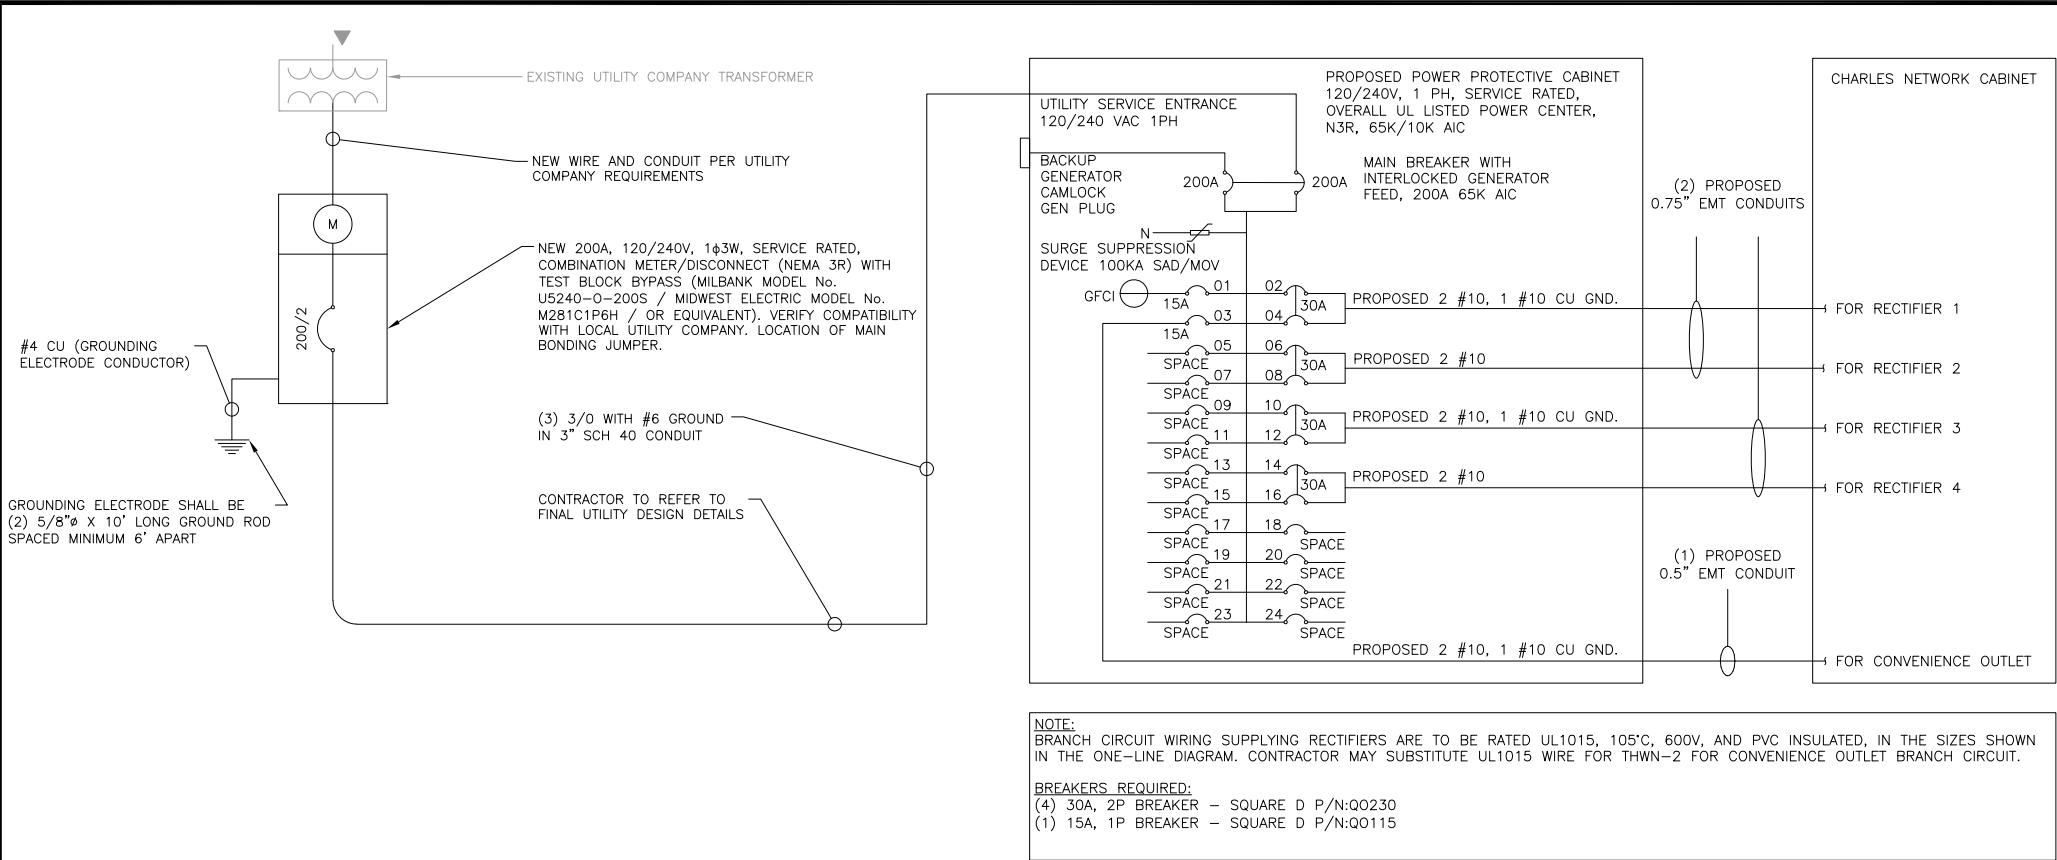 EXISTING UTILITY COMPANY TRANSFORMER
NEW WIRE AND CONDUIT PER UTILITY
COMPANY REQUIREMENTS
M
NEW 200A, 120/240V, 1ϕ3W, SERVICE RATED,
COMBINATION METER/DISCONNECT (NEMA 3R) WITH
TEST BLOCK BYPASS (MILBANK MODEL No.
U5240-O-200S / MIDWEST ELECTRIC MODEL No.
M281C1P6H / OR EQUIVALENT). VERIFY COMPATIBILITY
WITH LOCAL UTILITY COMPANY. LOCATION OF MAIN
BONDING JUMPER.
200/2
#4 CU (GROUNDING
ELECTRODE CONDUCTOR)
GROUNDING ELECTRODE SHALL BE
(2) 5/8"ø X 10' LONG GROUND ROD
SPACED MINIMUM 6' APART
(3) 3/0 WITH #6 GROUND
IN 3" SCH 40 CONDUIT
CONTRACTOR TO REFER TO
FINAL UTILITY DESIGN DETAILS
UTILITY SERVICE ENTRANCE
120/240 VAC 1PH
PROPOSED POWER PROTECTIVE CABINET
120/240V, 1 PH, SERVICE RATED,
OVERALL UL LISTED POWER CENTER,
N3R, 65K/10K AIC
BACKUP
GENERATOR
CAMLOCK
GEN PLUG
200A
200A
MAIN BREAKER WITH
INTERLOCKED GENERATOR
FEED, 200A 65K AIC
N
SURGE SUPPRESSION
DEVICE 100KA SAD/MOV
GFCI
15A
01
02
30A
PROPOSED 2 #10, 1 #10 CU GND.
15A
03
04
SPACE
05
06
30A
PROPOSED 2 #10
SPACE
07
08
SPACE
09
10
30A
PROPOSED 2 #10, 1 #10 CU GND.
SPACE
11
12
SPACE
13
14
30A
PROPOSED 2 #10
SPACE
15
16
SPACE
17
18
SPACE
SPACE
19
20
SPACE
SPACE
21
22
SPACE
SPACE
23
24
SPACE
PROPOSED 2 #10, 1 #10 CU GND.
(2) PROPOSED
0.75" EMT CONDUITS
(1) PROPOSED
0.5" EMT CONDUIT
CHARLES NETWORK CABINET
FOR RECTIFIER 1
FOR RECTIFIER 2
FOR RECTIFIER 3
FOR RECTIFIER 4
FOR CONVENIENCE OUTLET
NOTE:
BRANCH CIRCUIT WIRING SUPPLYING RECTIFIERS ARE TO BE RATED UL1015, 105°C, 600V, AND PVC INSULATED, IN THE SIZES SHOWN
IN THE ONE-LINE DIAGRAM. CONTRACTOR MAY SUBSTITUTE UL1015 WIRE FOR THWN-2 FOR CONVENIENCE OUTLET BRANCH CIRCUIT.
BREAKERS REQUIRED:
(4) 30A, 2P BREAKER - SQUARE D P/N:QO230
(1) 15A, 1P BREAKER - SQUARE D P/N:QO115